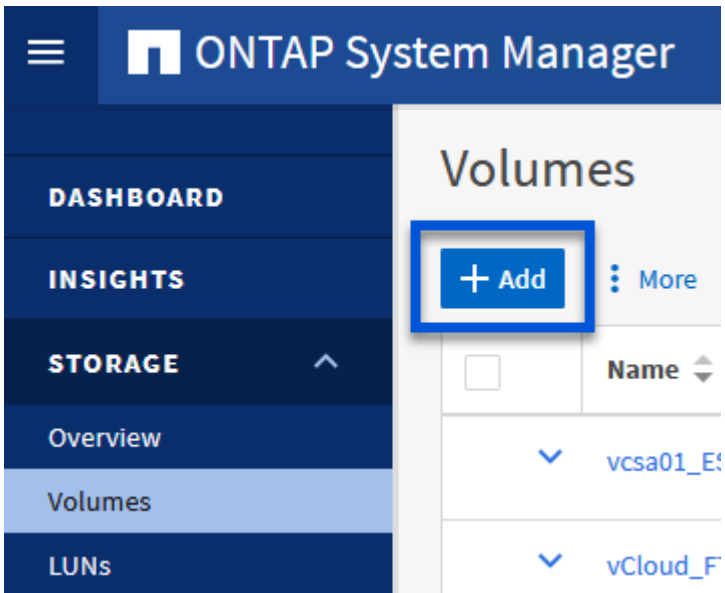 ONTAP System Manager
DASHBOARD
INSIGHTS
STORAGE
Overview
Volumes
LUNs
Volumes
+ Add
More
Name
vcsa01_ES
vCloud_F